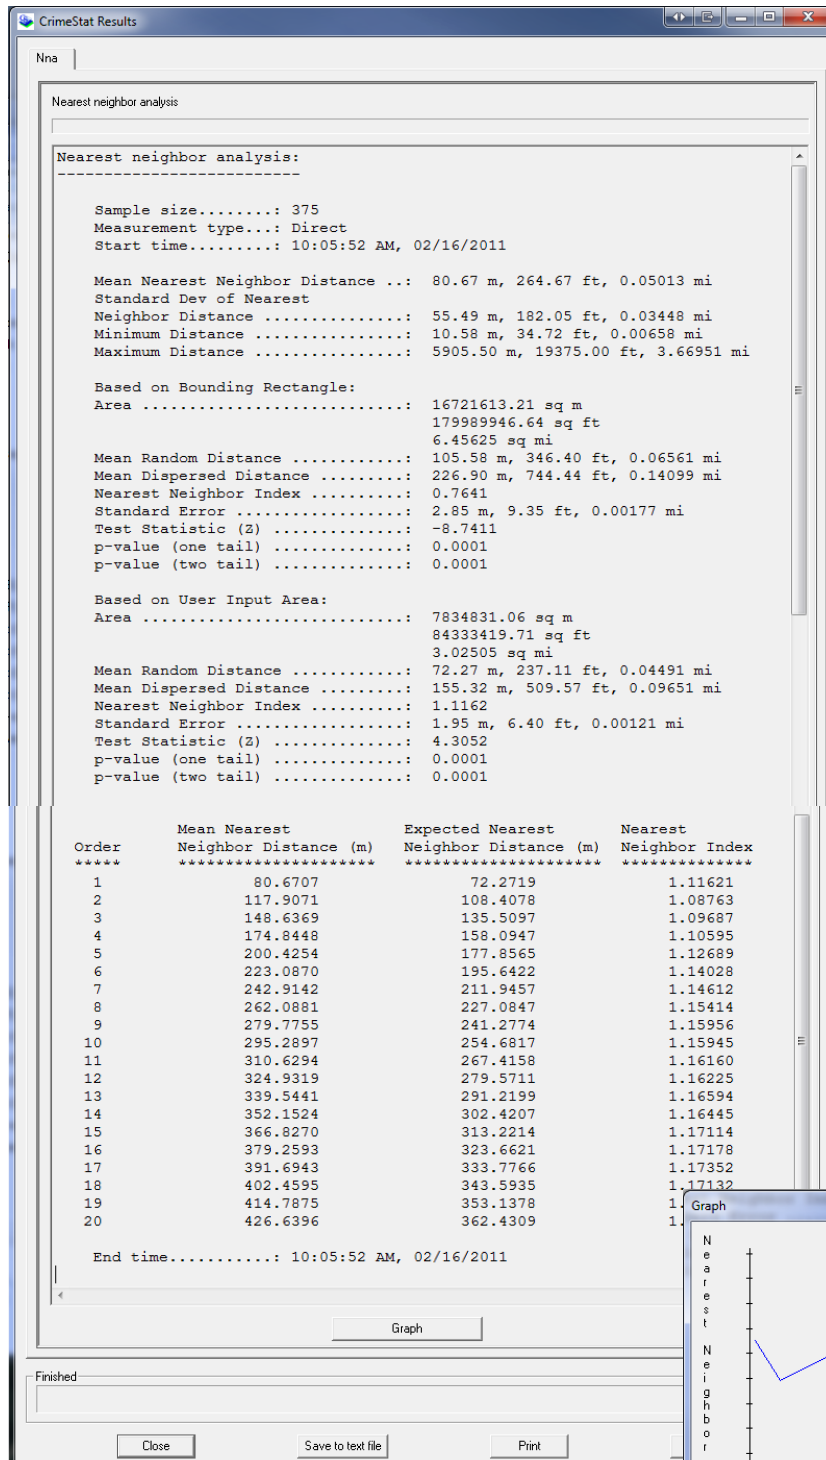 CrimeStat Results
Nna
Nearest neighbor analysis
Nearest neighbor analysis:
--------------------------
Sample size........: 375
Measurement type...: Direct
Start time.........: 10:05:52 AM, 02/16/2011
Mean Nearest Neighbor Distance ..: 80.67 m, 264.67 ft, 0.05013 mi
Standard Dev of Nearest
Neighbor Distance ...............: 55.49 m, 182.05 ft, 0.03448 mi
Minimum Distance ................: 10.58 m, 34.72 ft, 0.00658 mi
Maximum Distance ................: 5905.50 m, 19375.00 ft, 3.66951 mi
Based on Bounding Rectangle:
Area ............................: 16721613.21 sq m
179989946.64 sq ft
6.45625 sq mi
Mean Random Distance ............: 105.58 m, 346.40 ft, 0.06561 mi
Mean Dispersed Distance .........: 226.90 m, 744.44 ft, 0.14099 mi
Nearest Neighbor Index ..........: 0.7641
Standard Error ..................: 2.85 m, 9.35 ft, 0.00177 mi
Test Statistic (Z) ..............: -8.7411
p-value (one tail) ..............: 0.0001
p-value (two tail) ..............: 0.0001
Based on User Input Area:
Area ............................: 7834831.06 sq m
84333419.71 sq ft
3.02505 sq mi
Mean Random Distance ............: 72.27 m, 237.11 ft, 0.04491 mi
Mean Dispersed Distance .........: 155.32 m, 509.57 ft, 0.09651 mi
Nearest Neighbor Index ..........: 1.1162
Standard Error ..................: 1.95 m, 6.40 ft, 0.00121 mi
Test Statistic (Z) ..............: 4.3052
p-value (one tail) ..............: 0.0001
p-value (two tail) ..............: 0.0001
Mean Nearest Expected Nearest Nearest
Order Neighbor Distance (m) Neighbor Distance (m) Neighbor Index
***** ********************* ********************* **************
1 80.6707 72.2719 1.11621
2 117.9071 108.4078 1.08763
3 148.6369 135.5097 1.09687
4 174.8448 158.0947 1.10595
5 200.4254 177.8565 1.12689
6 223.0870 195.6422 1.14028
7 242.9142 211.9457 1.14612
8 262.0881 227.0847 1.15414
9 279.7755 241.2774 1.15956
10 295.2897 254.6817 1.15945
11 310.6294 267.4158 1.16160
12 324.9319 279.5711 1.16225
13 339.5441 291.2199 1.16594
14 352.1524 302.4207 1.16445
15 366.8270 313.2214 1.17114
16 379.2593 323.6621 1.17178
17 391.6943 333.7766 1.17352
18 402.4595 343.5935 1.17132
19 414.7875 353.1378 1.
20 426.6396 362.4309 1.
End time...........: 10:05:52 AM, 02/16/2011
Graph
Finished
Close Save to text file Print
Graph
Nearest Neighbor